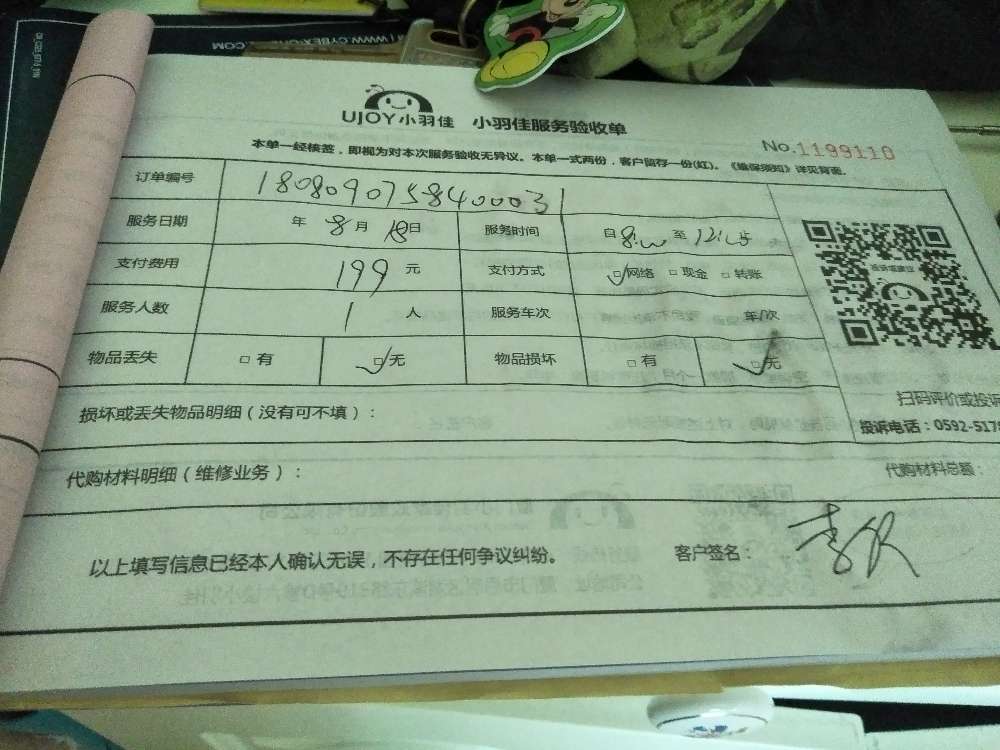 WWW.CYBEX-ONLINE.COM
UJOY小羽佳 小羽佳服务验收单
No.1199110
本单一经核签，即视为对本次服务验收无异议。本单一式两份，客户留存一份(红)。《维保须知》详见背面。
订单编号 18080907584000031
服务日期 年 8月 18日 服务时间 自8:00 至
支付费用 199 元 支付方式 ☑网络 □现金 □转账
服务人数 1 人 服务车次 车/次
物品丢失 □有 ☑无 物品损坏 □有 ☑无
投诉或建议
扫码评价或投诉
投诉电话：0592-517
损坏或丢失物品明细（没有可不填）：
代购材料明细（维修业务）： 代购材料总额：
以上填写信息已经本人确认无误，不存在任何争议纠纷。 客户签名：